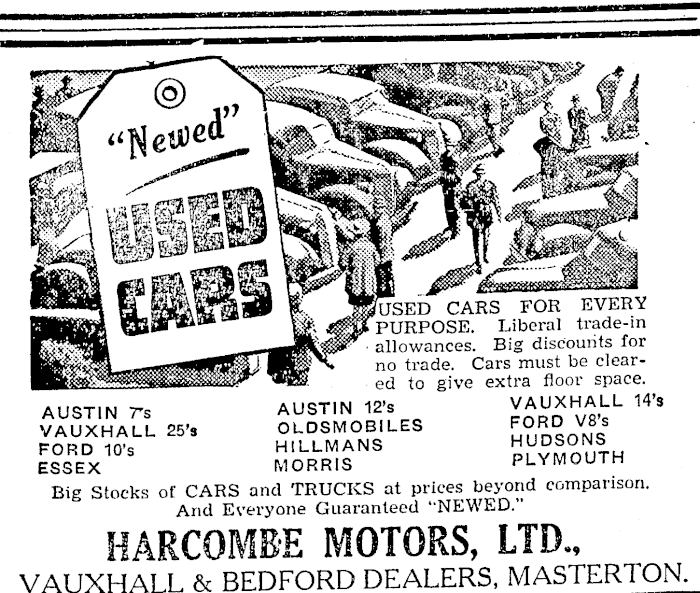 "Newed"
USED
CARS
USED CARS FOR EVERY
PURPOSE. Liberal trade-in
allowances. Big discounts for
no trade. Cars must be clear-
ed to give extra floor space.
AUSTIN 7's
VAUXHALL 25's
FORD 10's
ESSEX
AUSTIN 12's
OLDSMOBILES
HILLMANS
MORRIS
VAUXHALL 14's
FORD V8's
HUDSONS
PLYMOUTH
Big Stocks of CARS and TRUCKS at prices beyond comparison.
And Everyone Guaranteed "NEWED."
HARCOMBE MOTORS, LTD.,
VAUXHALL & BEDFORD DEALERS, MASTERTON.